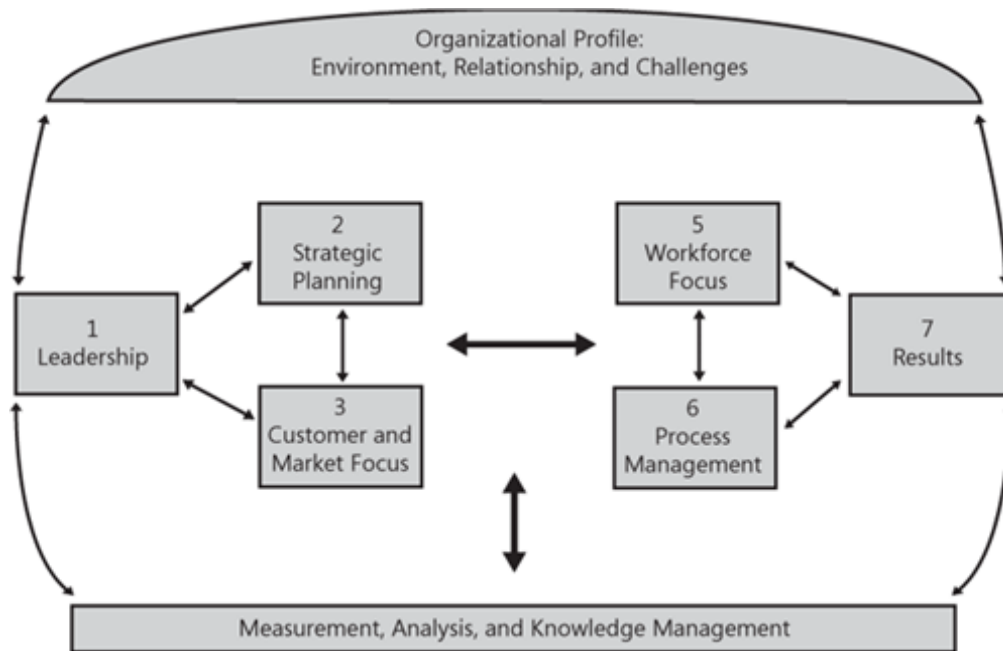 Organizational Profile:
Environment, Relationship, and Challenges
2
Strategic
Planning
5
Workforce
Focus
1
Leadership
7
Results
3
Customer and
Market Focus
6
Process
Management
Measurement, Analysis, and Knowledge Management